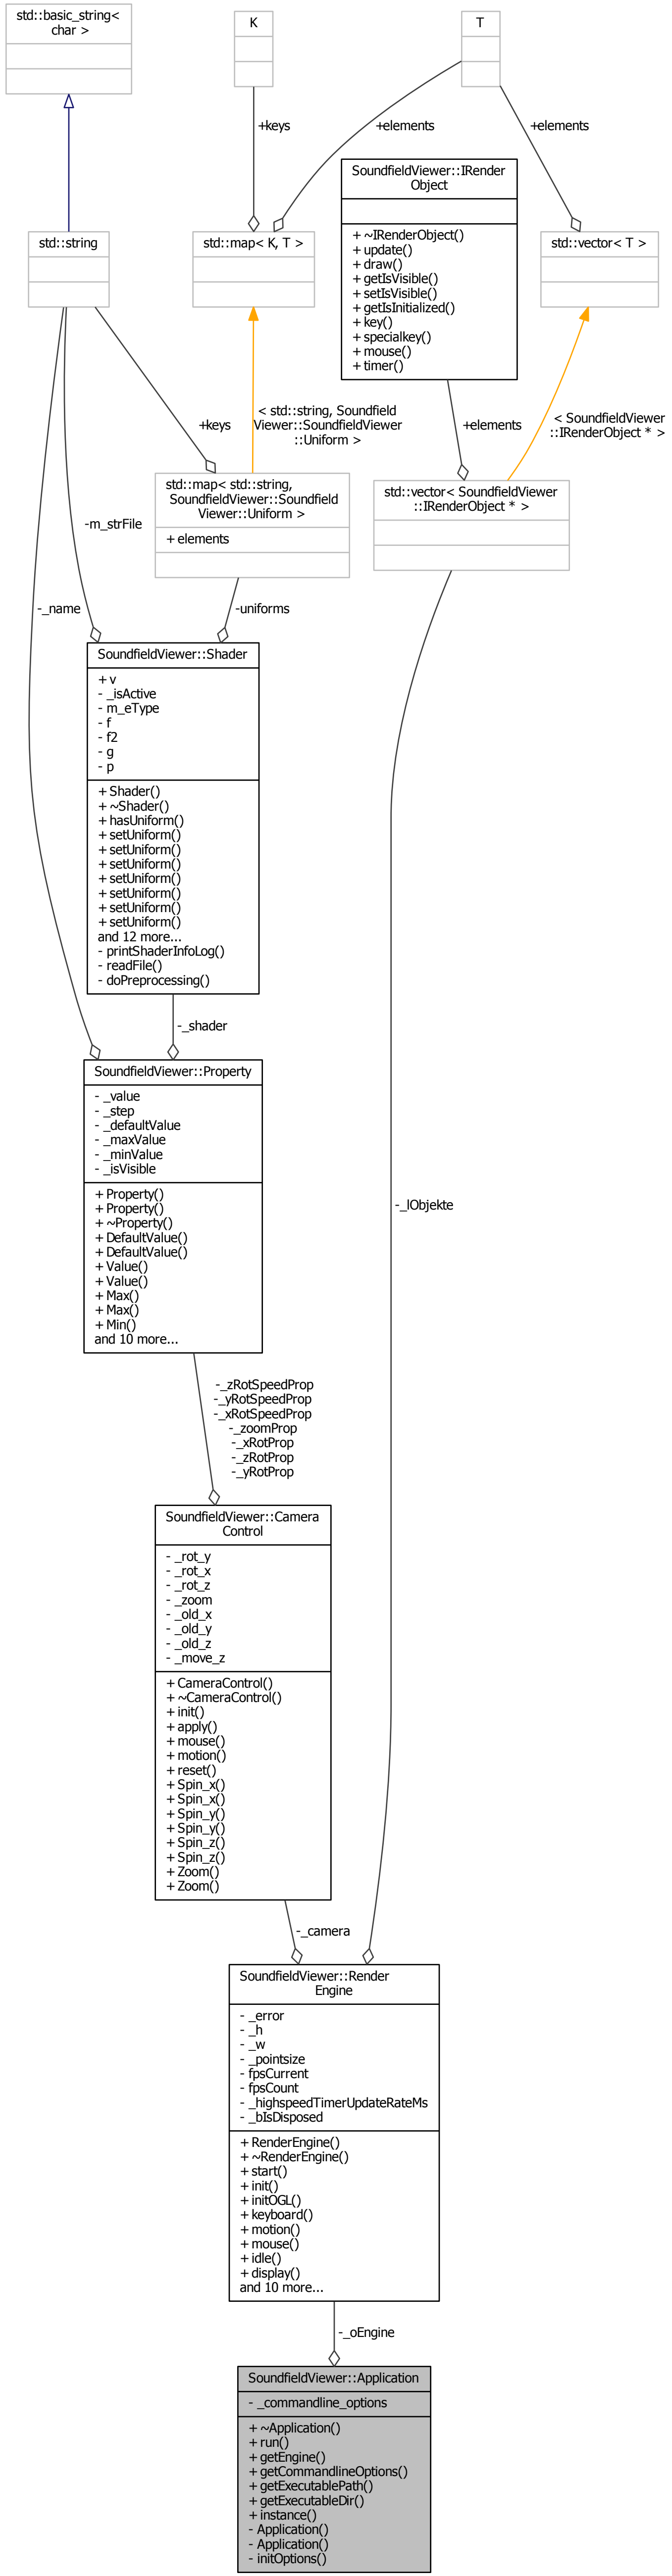 std::basic_string<
char >
K
T
+keys
+elements
+elements
SoundfieldViewer::IRender
Object
+ ~IRenderObject()
+ update()
+ draw()
+ getIsVisible()
+ setIsVisible()
+ getIsInitialized()
+ key()
+ specialkey()
+ mouse()
+ timer()
std::string
std::map< K, T >
std::vector< T >
+keys
< std::string, Soundfield
Viewer::SoundfieldViewer
::Uniform >
+elements
< SoundfieldViewer
::IRenderObject * >
std::map< std::string,
SoundfieldViewer::Soundfield
Viewer::Uniform >
+ elements
std::vector< SoundfieldViewer
::IRenderObject * >
-m_strFile
-_name
-uniforms
SoundfieldViewer::Shader
+ v
- _isActive
- m_eType
- f
- f2
- g
- p
+ Shader()
+ ~Shader()
+ hasUniform()
+ setUniform()
+ setUniform()
+ setUniform()
+ setUniform()
+ setUniform()
+ setUniform()
+ setUniform()
and 12 more...
- printShaderInfoLog()
- readFile()
- doPreprocessing()
-_shader
SoundfieldViewer::Property
- _value
- _step
- _defaultValue
- _maxValue
- _minValue
- _isVisible
+ Property()
+ Property()
+ ~Property()
+ DefaultValue()
+ DefaultValue()
+ Value()
+ Value()
+ Max()
+ Max()
+ Min()
and 10 more...
-_lObjekte
-_zRotSpeedProp
-_yRotSpeedProp
-_xRotSpeedProp
-_zoomProp
-_xRotProp
-_zRotProp
-_yRotProp
SoundfieldViewer::Camera
Control
- _rot_y
- _rot_x
- _rot_z
- _zoom
- _old_x
- _old_y
- _old_z
- _move_z
+ CameraControl()
+ ~CameraControl()
+ init()
+ apply()
+ mouse()
+ motion()
+ reset()
+ Spin_x()
+ Spin_x()
+ Spin_y()
+ Spin_y()
+ Spin_z()
+ Spin_z()
+ Zoom()
+ Zoom()
-_camera
SoundfieldViewer::Render
Engine
- _error
- _h
- _w
- _pointsize
- fpsCurrent
- fpsCount
- _highspeedTimerUpdateRateMs
- _bIsDisposed
+ RenderEngine()
+ ~RenderEngine()
+ start()
+ init()
+ initOGL()
+ keyboard()
+ motion()
+ mouse()
+ idle()
+ display()
and 10 more...
-_oEngine
SoundfieldViewer::Application
- _commandline_options
+ ~Application()
+ run()
+ getEngine()
+ getCommandlineOptions()
+ getExecutablePath()
+ getExecutableDir()
+ instance()
- Application()
- Application()
- initOptions()